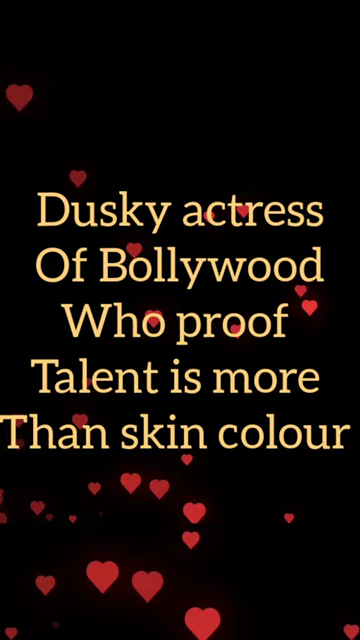 Dusky actress
Of Bollywood
Who proof
Talent is more
Than skin colour